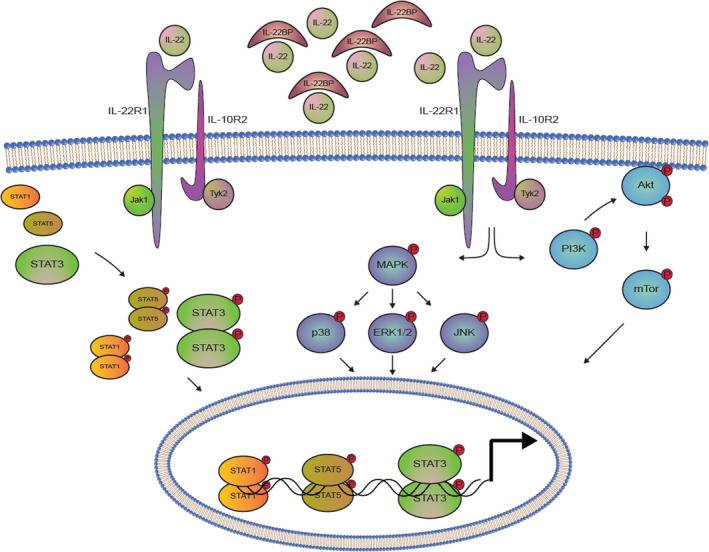 IL-22BP
IL-22
IL-22
IL-22BP
IL-22BP
IL-22
IL-22
IL-22
IL-22
IL-22BP
IL-22
IL-22R1
IL-10R2
IL-22R1
IL-10R2
Jak1
Tyk2
Jak1
Tyk2
P
Akt
P
STAT1
STAT5
STAT3
P
PI3K
P
MAPK
P
mTor
P
STAT5
P
STAT5
P
STAT3
P
STAT3
P
STAT1
P
STAT1
P
p38
P
ERK1/2
P
JNK
P
STAT1
P
STAT1
P
STAT5
P
STAT5
P
STAT3
P
STAT3